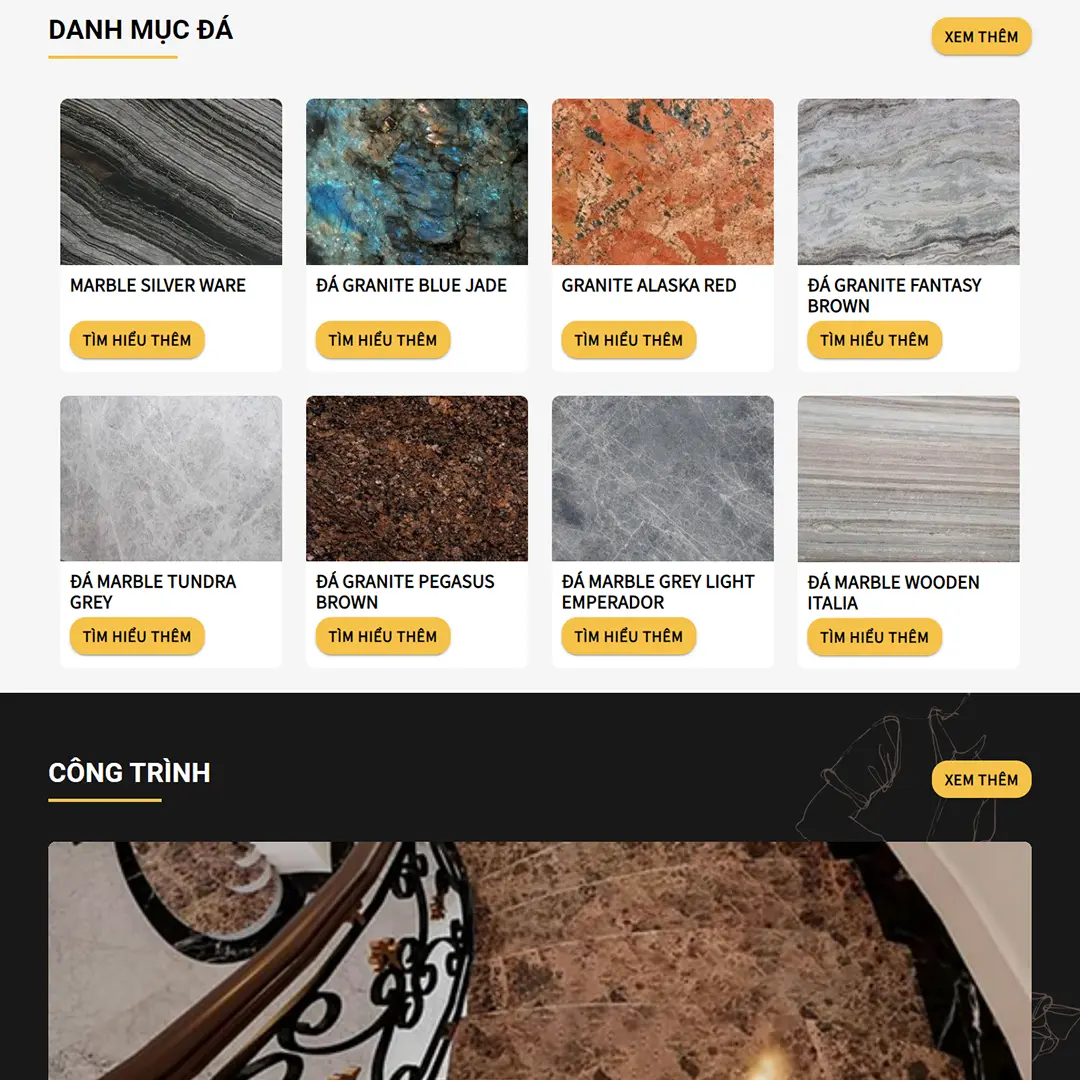 DANH MỤC ĐÁ
XEM THÊM
MARBLE SILVER WARE
ĐÁ GRANITE BLUE JADE
GRANITE ALASKA RED
ĐÁ GRANITE FANTASY
BROWN
TÌM HIỂU THÊM
TÌM HIỂU THÊM
TÌM HIỂU THÊM
TÌM HIỂU THÊM
ĐÁ MARBLE TUNDRA
GREY
ĐÁ GRANITE PEGASUS
BROWN
ĐÁ MARBLE GREY LIGHT
EMPERADOR
ĐÁ MARBLE WOODEN
ITALIA
TÌM HIỂU THÊM
TÌM HIỂU THÊM
TÌM HIỂU THÊM
TÌM HIỂU THÊM
CÔNG TRÌNH
XEM THÊM